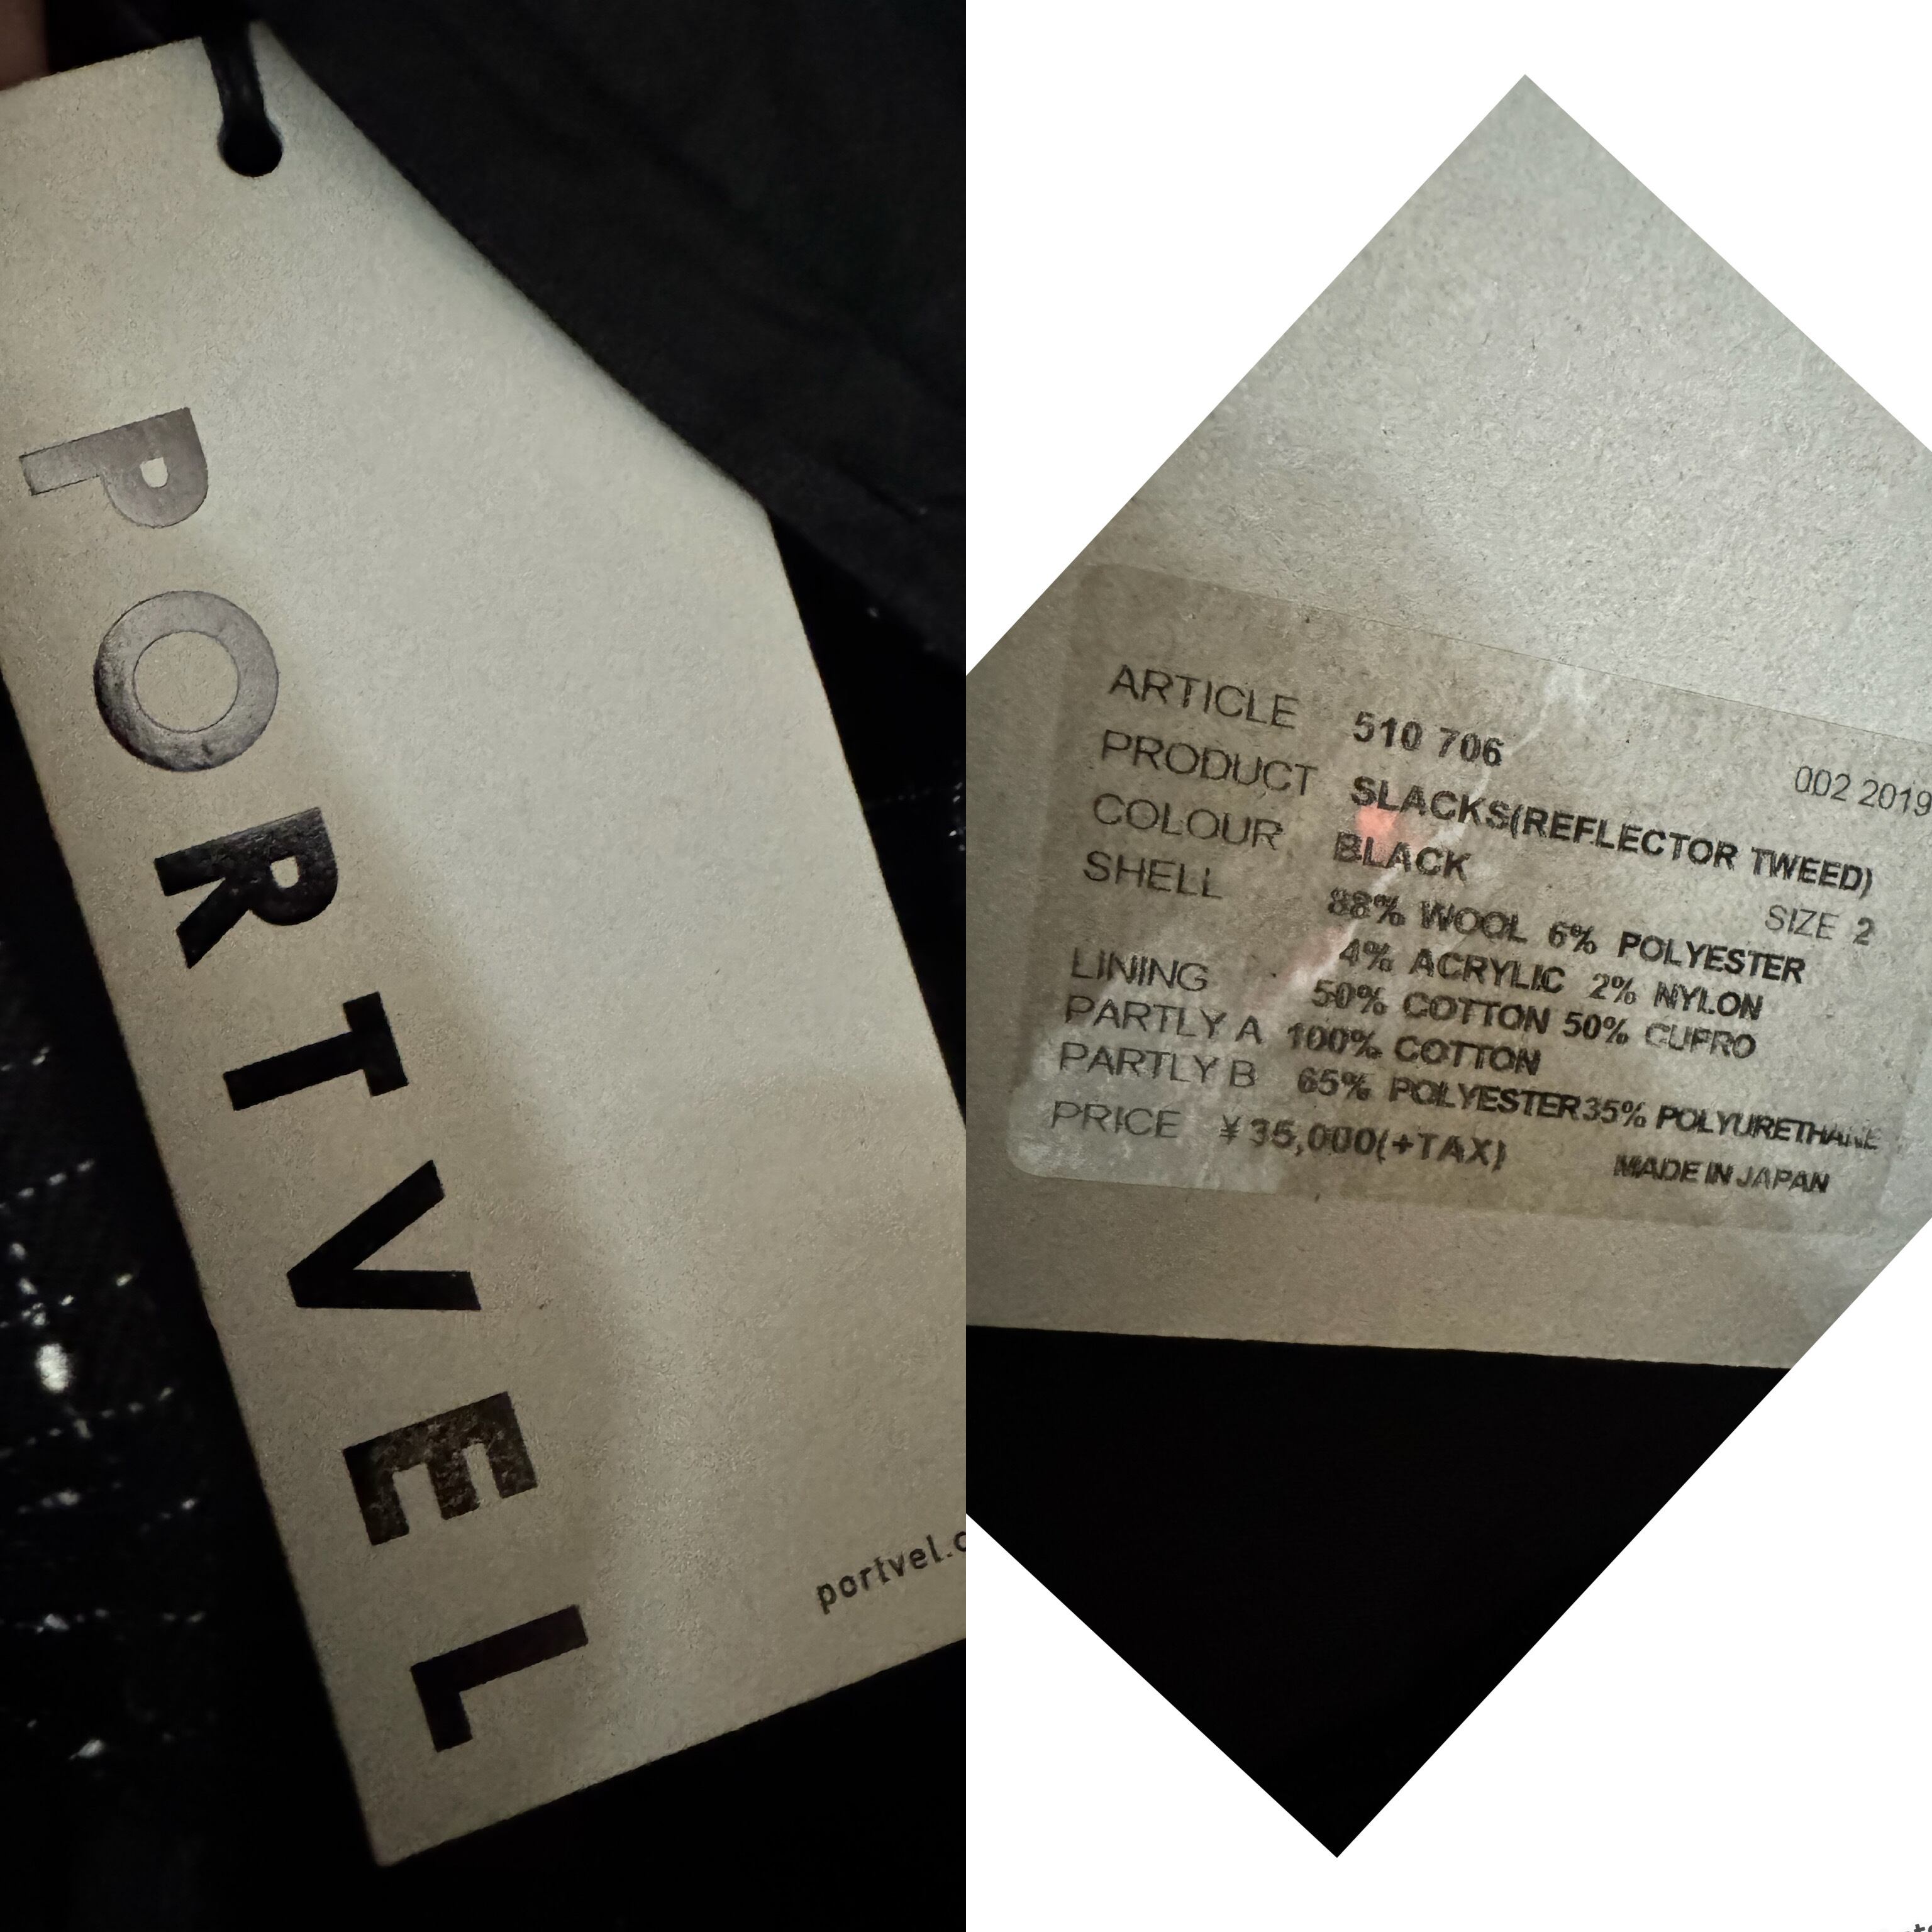 PORTVEL
portvel.c
ARTICLE 510 706
002 2019
PRODUCT SLACKS(REFLECTOR TWEED)
COLOUR BLACK
SIZE 2
SHELL 88% WOOL 6% POLYESTER
4% ACRYLIC 2% NYLON
LINING 50% COTTON 50% CUPRO
PARTLY A 100% COTTON
PARTLY B 65% POLYESTER35% POLYURETHANE
PRICE ¥35,000(+TAX)
MADE IN JAPAN